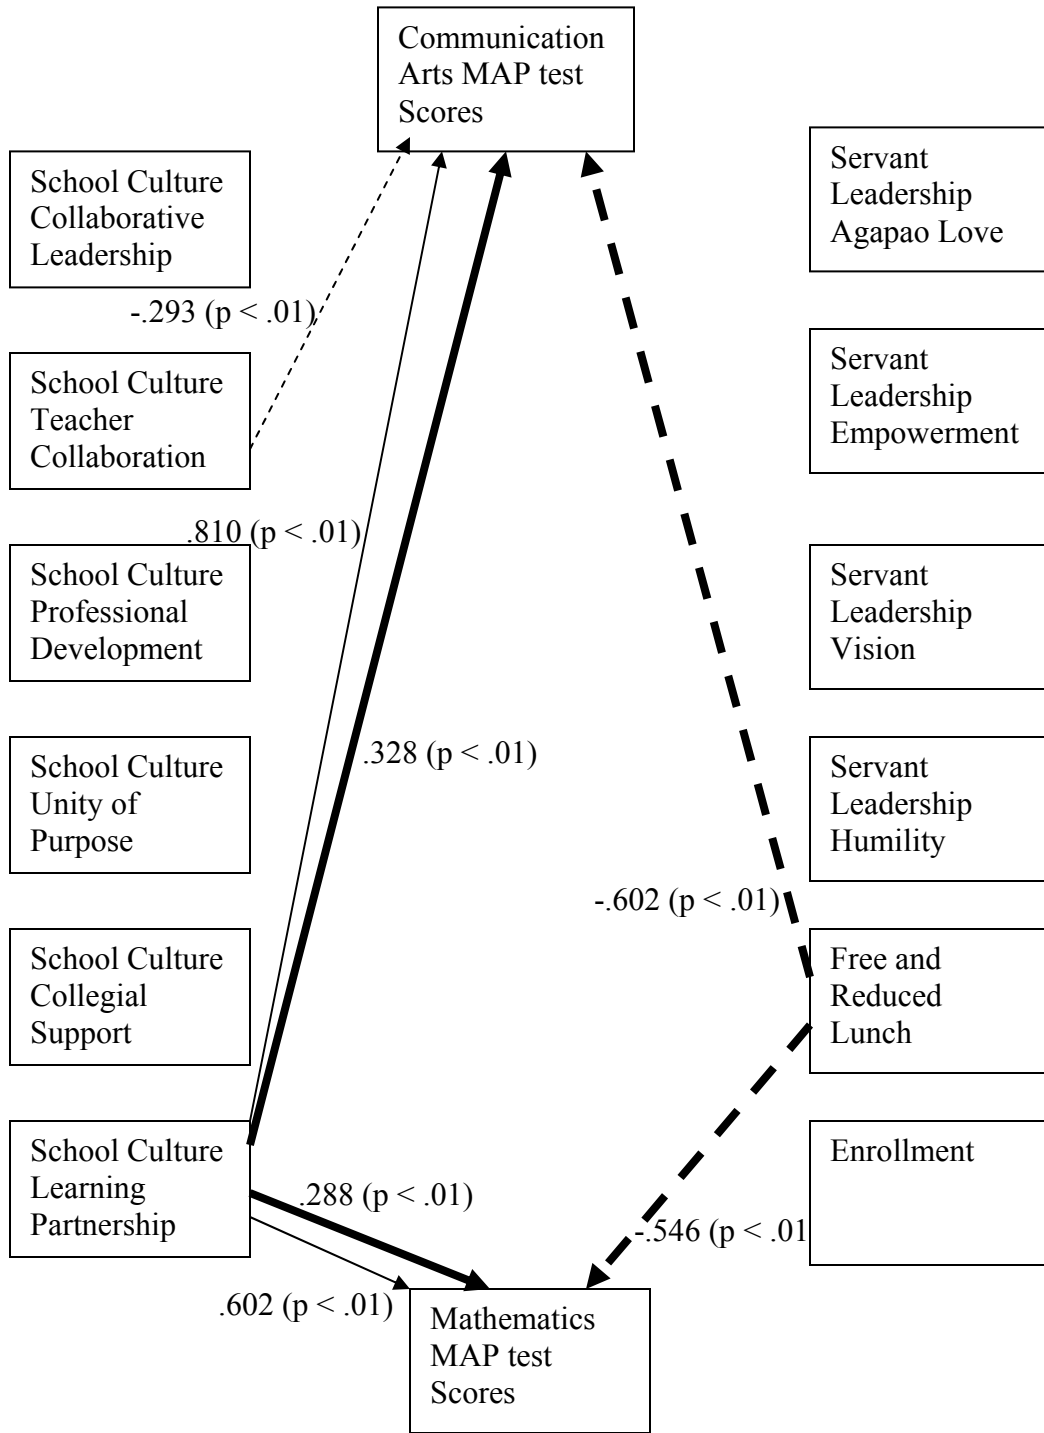 Communication
Arts MAP test
Scores
School Culture
Collaborative
Leadership
Servant
Leadership
Agapao Love
-.293 (p < .01)
School Culture
Teacher
Collaboration
Servant
Leadership
Empowerment
.810 (p < .01)
School Culture
Professional
Development
Servant
Leadership
Vision
School Culture
Unity of
Purpose
.328 (p < .01)
Servant
Leadership
Humility
-.602 (p < .01)
School Culture
Collegial
Support
Free and
Reduced
Lunch
School Culture
Learning
Partnership
Enrollment
.288 (p < .01)
-.546 (p < .01
.602 (p < .01)
Mathematics
MAP test
Scores